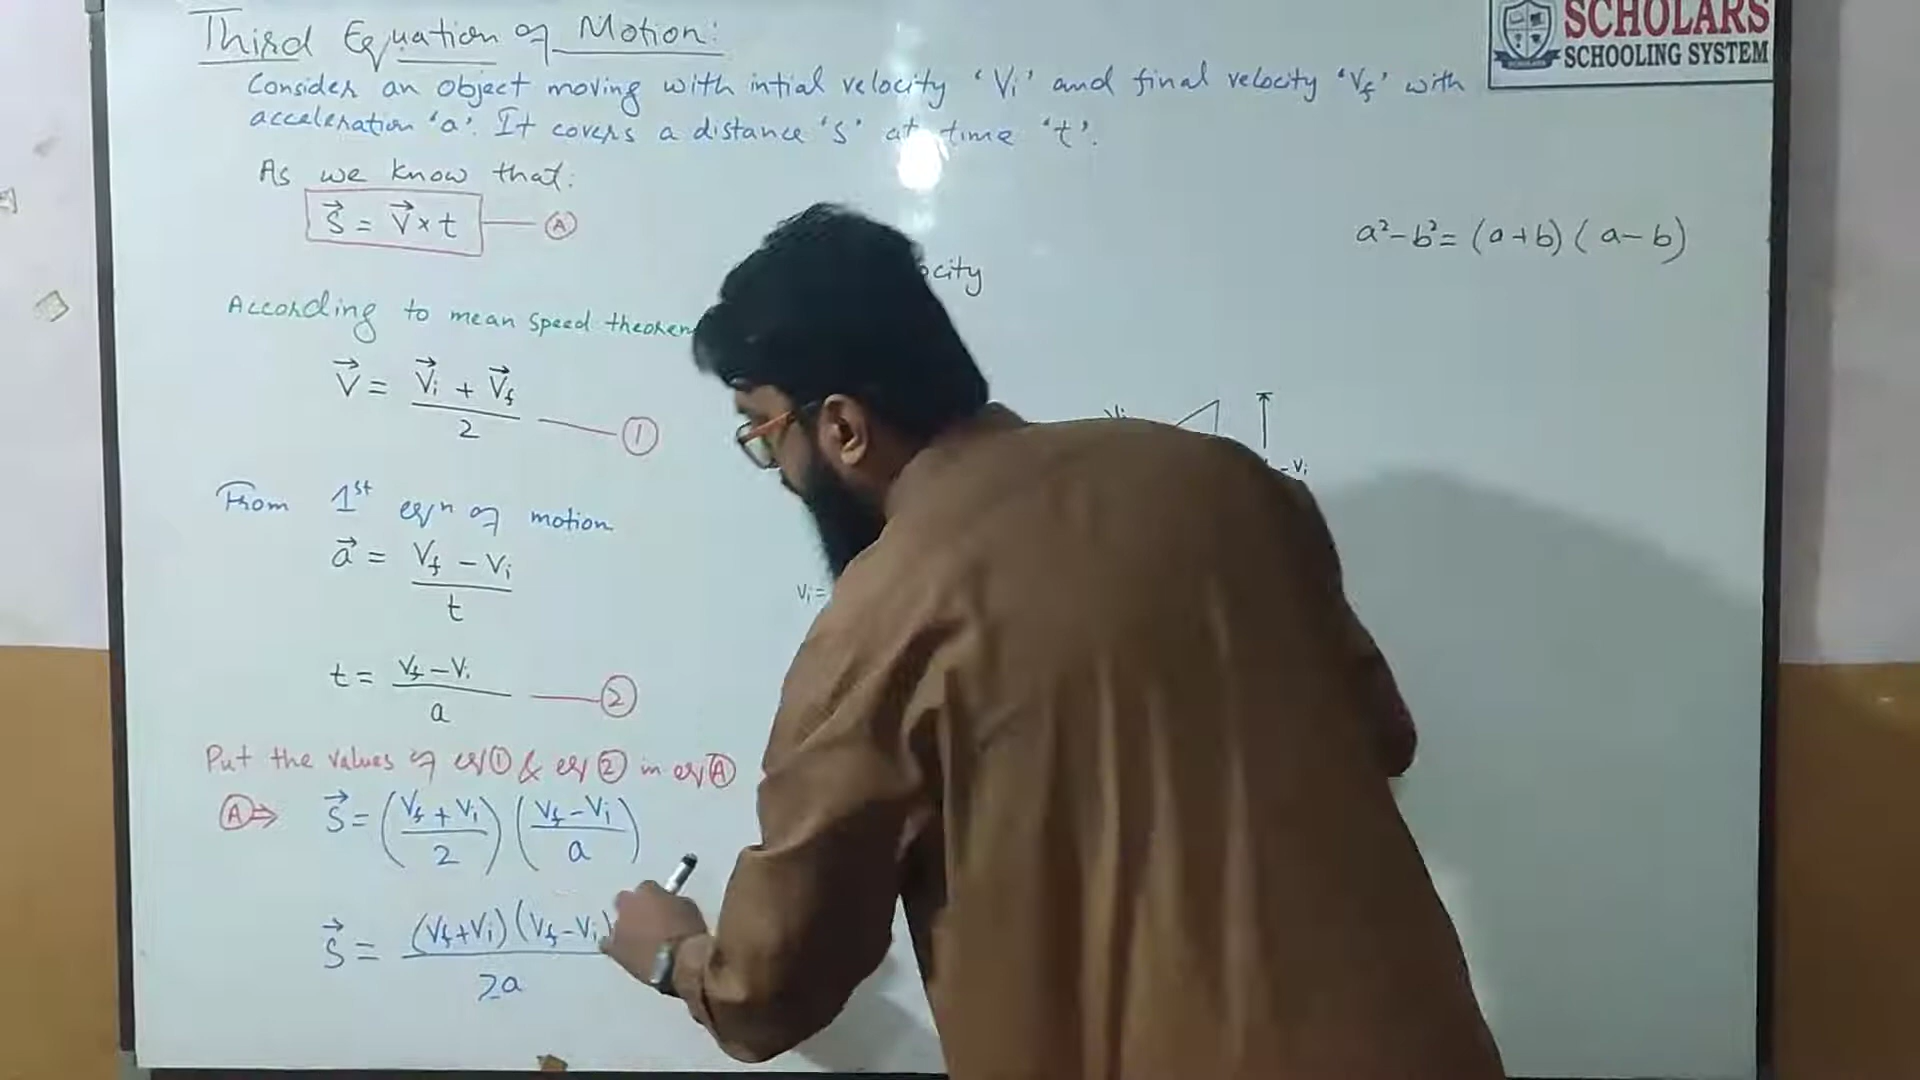 Third Equation of Motion:
SCHOLARS
SCHOOLING SYSTEM
Consider an object moving with intial velocity 'Vi' and final velocity 'Vf' with
acceleration 'a'. It covers a distance 'S' at time 't'.
As we know that:
S⃗ = V⃗ × t — (A)
a² - b² = (a+b) (a-b)
According to mean speed theorem
V⃗ = (V⃗i + V⃗f) / 2 — (1)
- Vi
From 1st eqn of motion
a⃗ = (Vf - Vi) / t
Vi =
t = (Vf - Vi) / a — (2)
Put the values of eq(1) & eq(2) in eq(A)
(A)⇒ S⃗ = ((Vf + Vi) / 2) ((Vf - Vi) / a)
S⃗ = (Vf+Vi)(Vf-Vi) / 2a